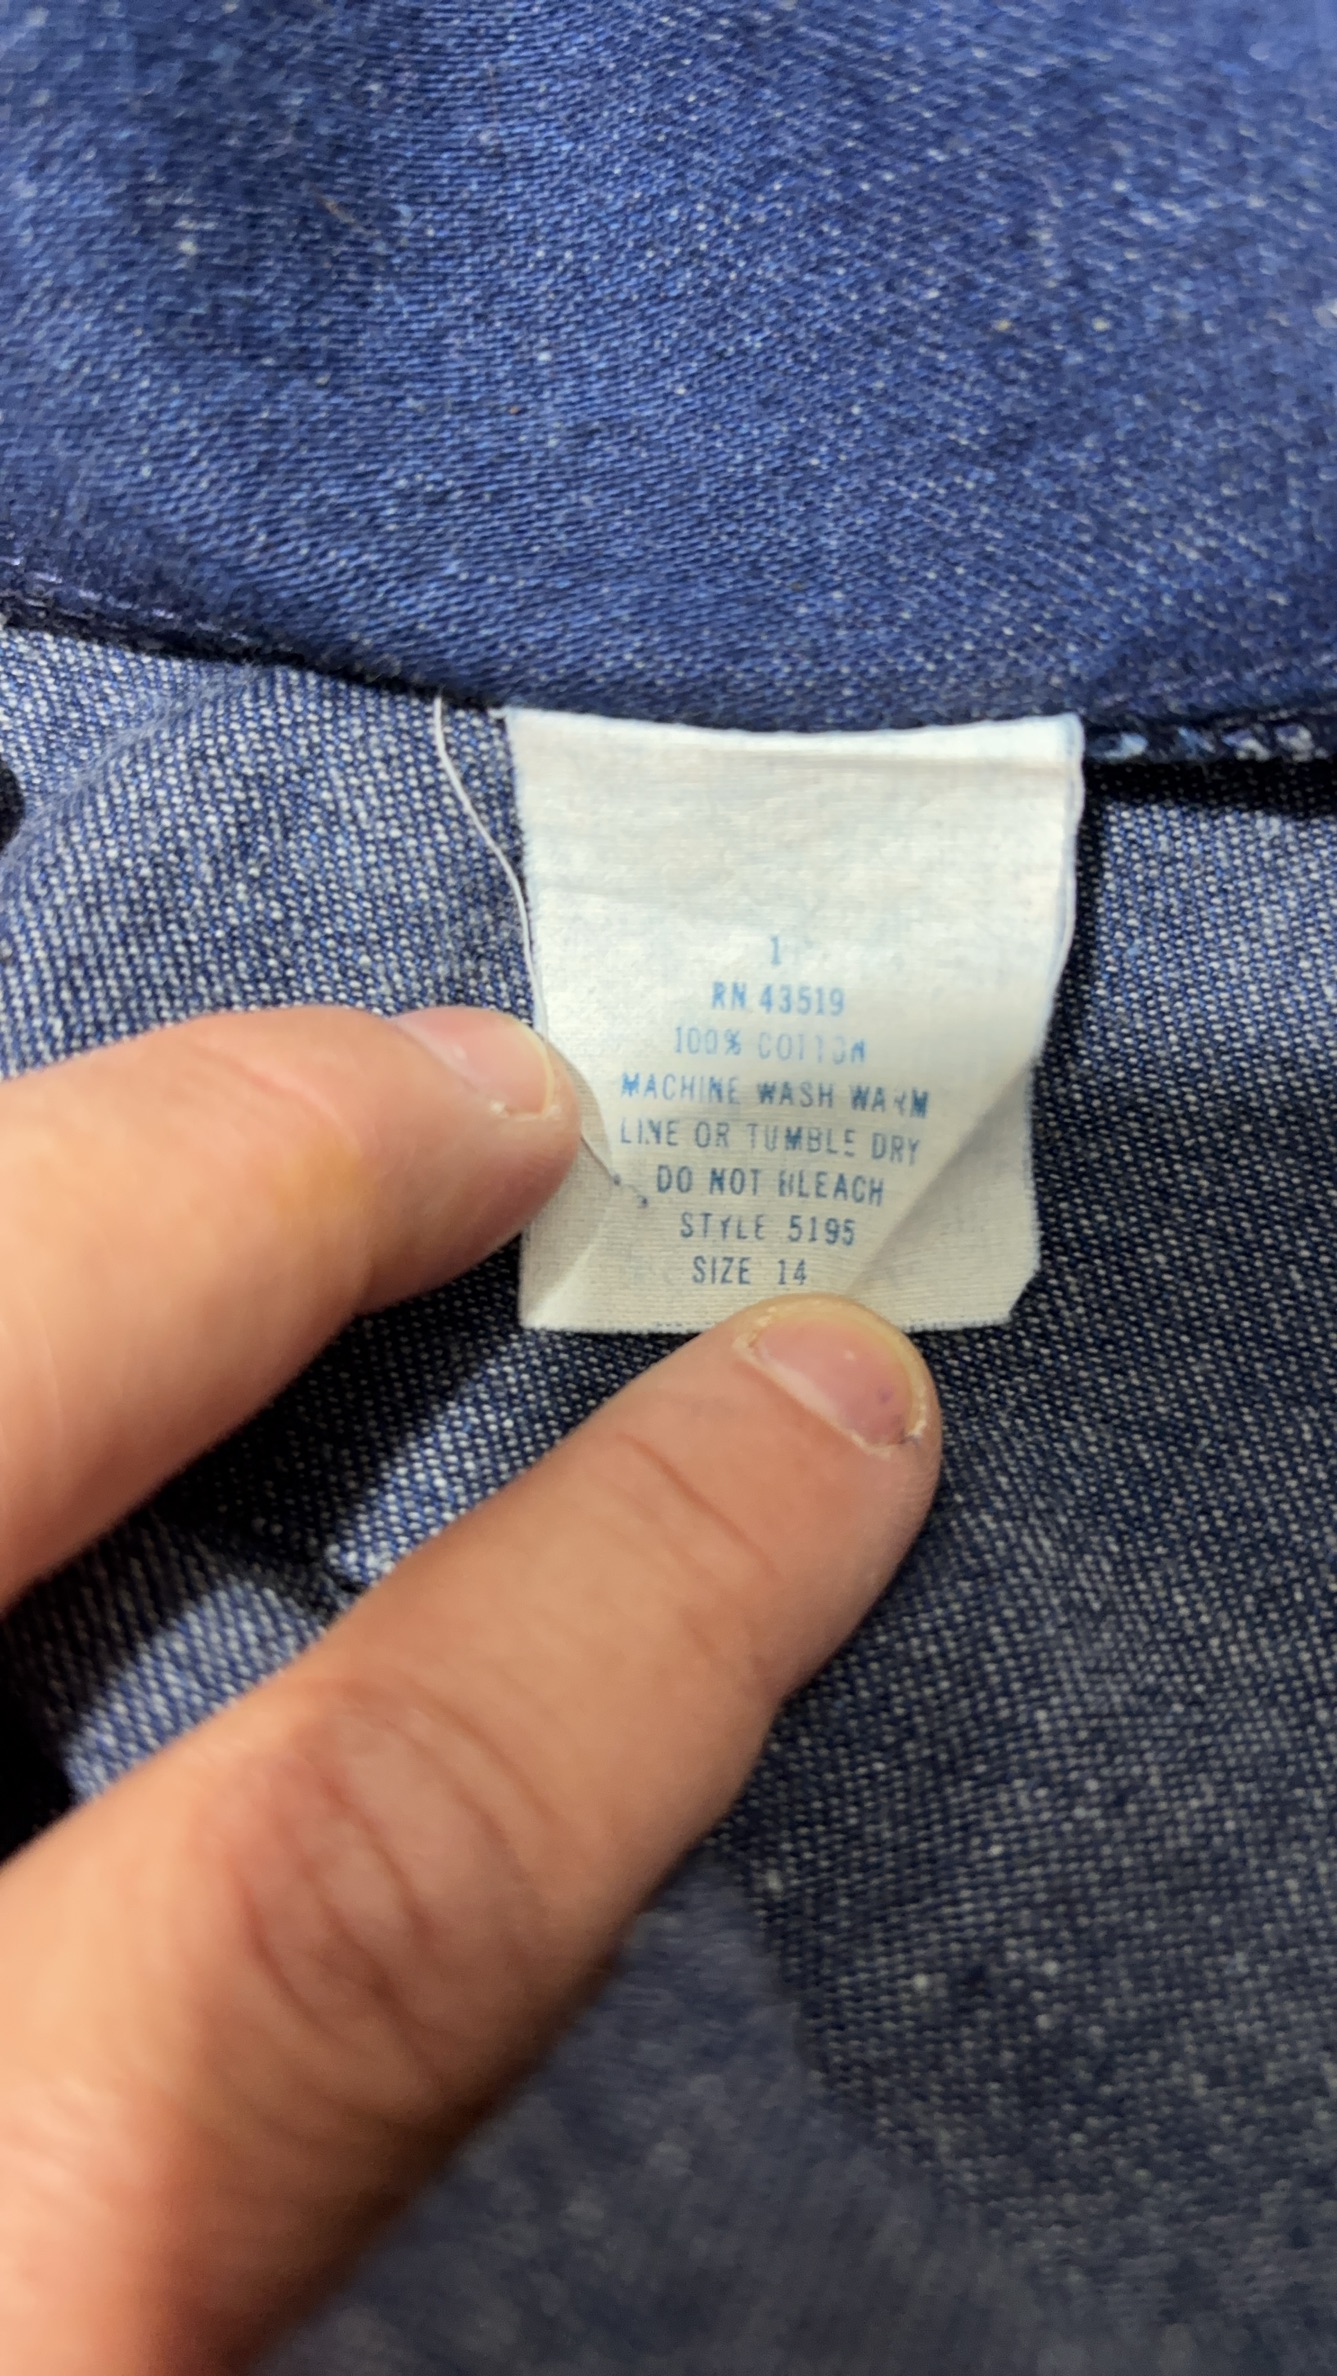 1
RN 43519
100% COTTON
MACHINE WASH WARM
LINE OR TUMBLE DRY
DO NOT BLEACH
STYLE 5195
SIZE 14